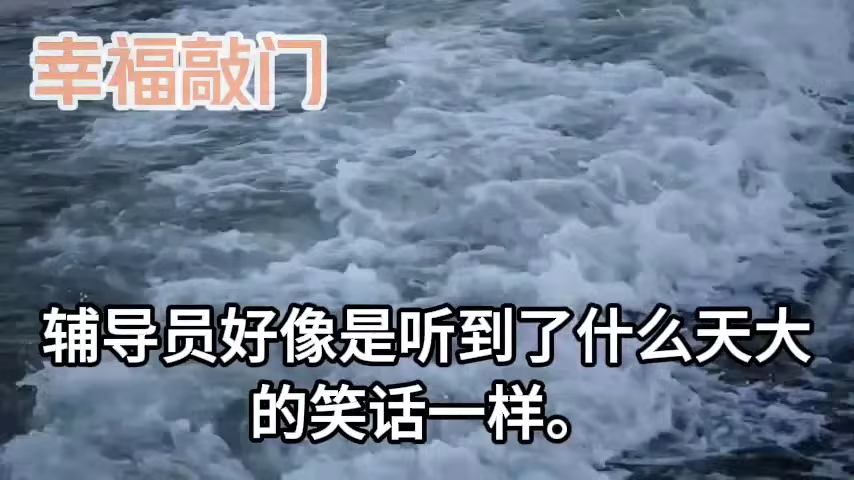 幸福敲门
辅导员好像是听到了什么天大
的笑话一样。